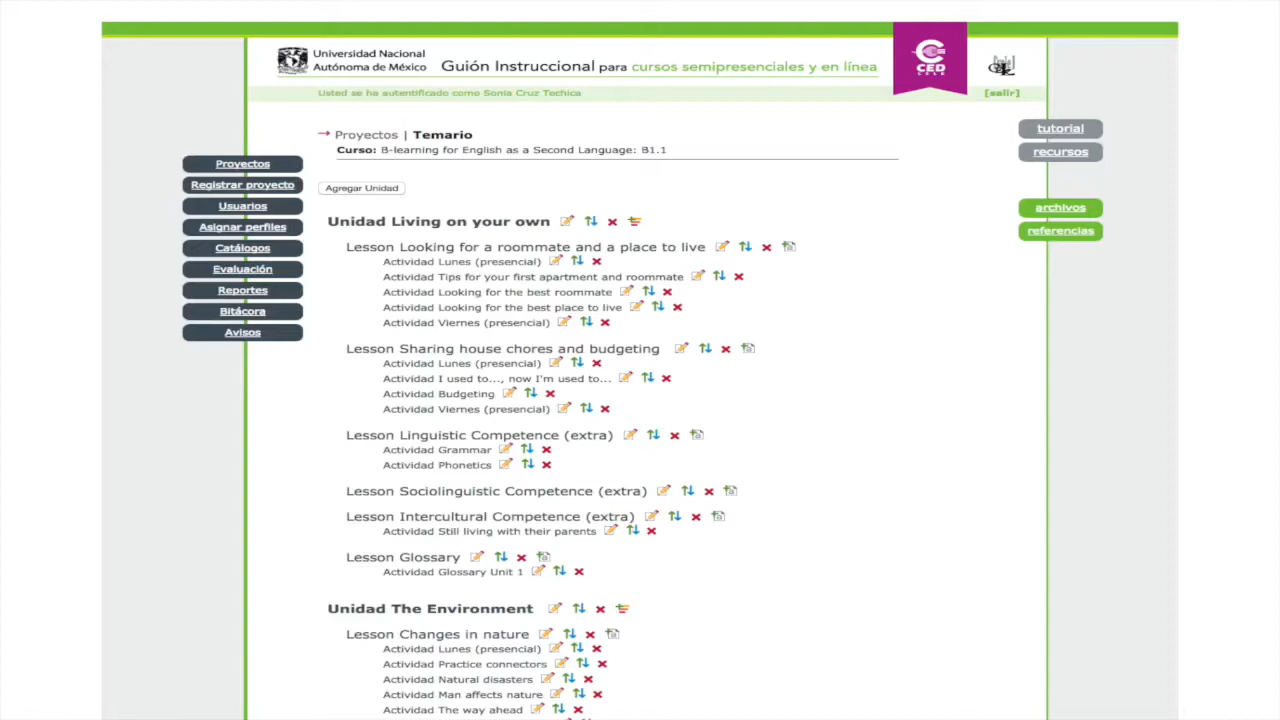 Universidad Nacional
Autónoma de México
Guión Instruccional para cursos semipresenciales y en línea
CED
CELE
Usted se ha autentificado como Sonia Cruz Techica
[salir]
Proyectos | Temario
Curso: B-learning for English as a Second Language: B1.1
tutorial
recursos
archivos
referencias
Proyectos
Registrar proyecto
Usuarios
Asignar perfiles
Catálogos
Evaluación
Reportes
Bitácora
Avisos
Agregar Unidad
Unidad Living on your own
Lesson Looking for a roommate and a place to live
Actividad Lunes (presencial)
Actividad Tips for your first apartment and roommate
Actividad Looking for the best roommate
Actividad Looking for the best place to live
Actividad Viernes (presencial)
Lesson Sharing house chores and budgeting
Actividad Lunes (presencial)
Actividad I used to..., now I'm used to...
Actividad Budgeting
Actividad Viernes (presencial)
Lesson Linguistic Competence (extra)
Actividad Grammar
Actividad Phonetics
Lesson Sociolinguistic Competence (extra)
Lesson Intercultural Competence (extra)
Actividad Still living with their parents
Lesson Glossary
Actividad Glossary Unit 1
Unidad The Environment
Lesson Changes in nature
Actividad Lunes (presencial)
Actividad Practice connectors
Actividad Natural disasters
Actividad Man affects nature
Actividad The way ahead